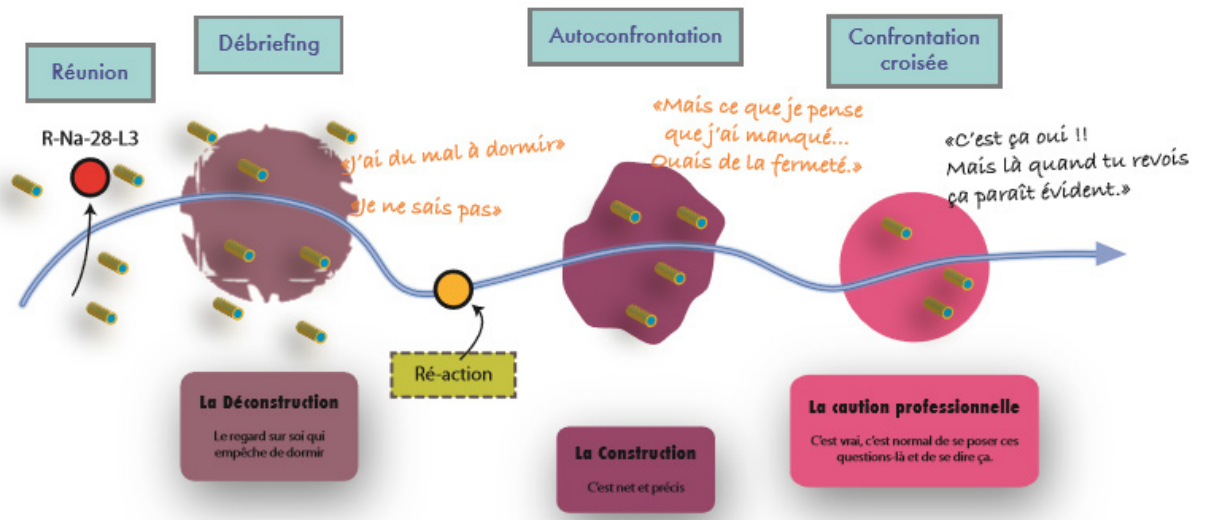 Réunion
Débriefing
Autoconfrontation
Confrontation
croisée
R-Na-28-L3
«J'ai du mal à dormir»
«Je ne sais pas»
«Mais ce que je pense
que j'ai manqué...
Ouais de la fermeté.»
«C'est ça oui !!
Mais là quand tu revois
ça paraît évident.»
Ré-action
La Déconstruction
Le regard sur soi qui
empêche de dormir
La Construction
C'est net et précis
La caution professionnelle
C'est vrai, c'est normal de se poser ces
questions-là et de se dire ça.